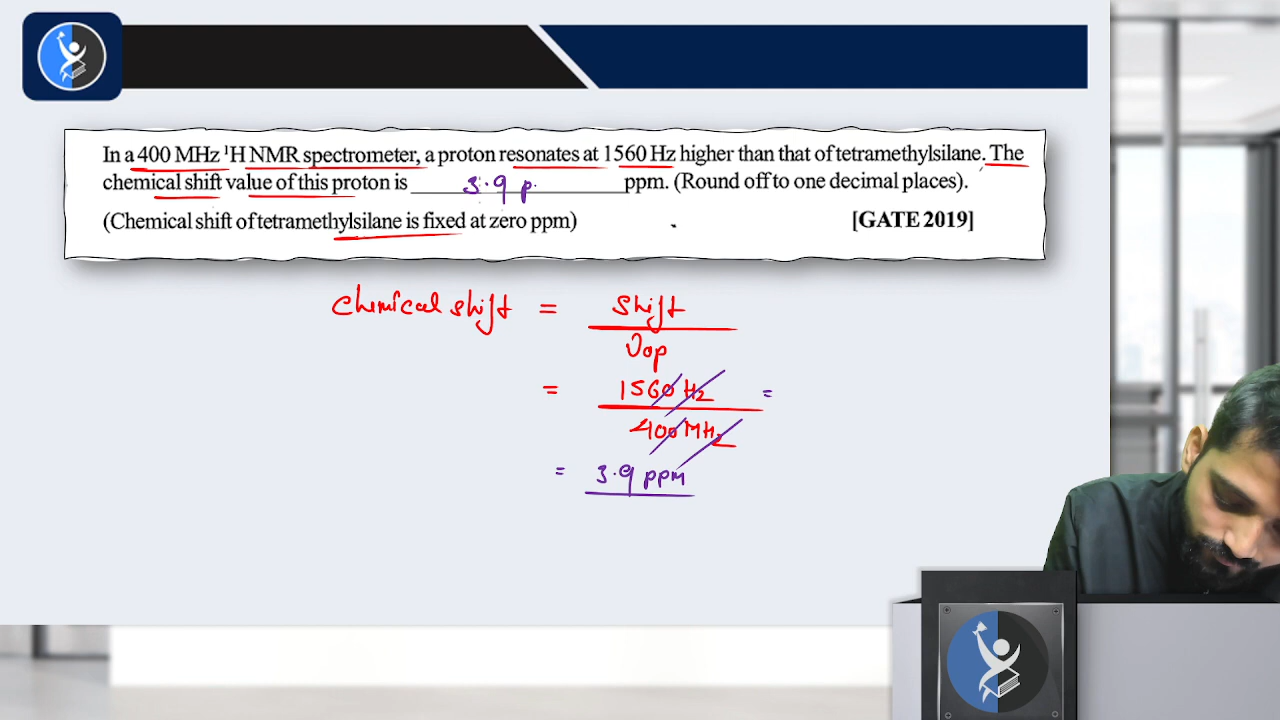 In a 400 MHz ¹H NMR spectrometer, a proton resonates at 1560 Hz higher than that of tetramethylsilane. The
chemical shift value of this proton is 3.9 p. ppm. (Round off to one decimal places).
(Chemical shift of tetramethylsilane is fixed at zero ppm) [GATE 2019]
Chemical shift = Shift
νop
= 1560 Hz =
400 MHz
= 3.9 ppm